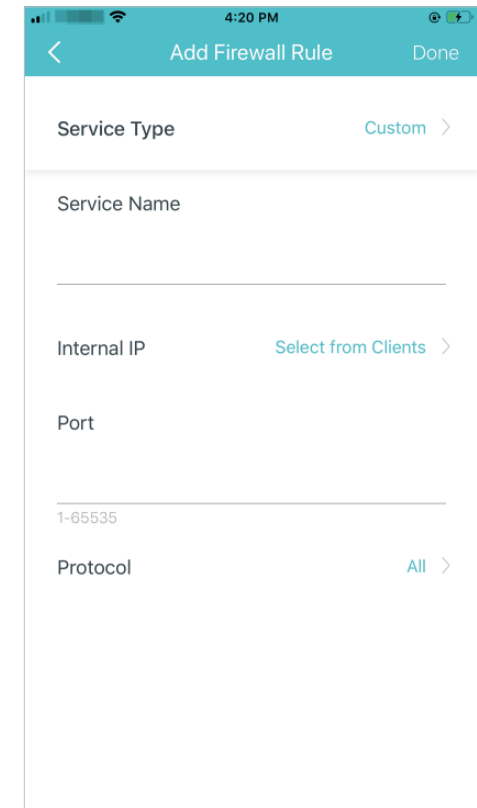 4:20 PM
Add Firewall Rule Done
Service Type Custom
Service Name
Internal IP Select from Clients
Port
1-65535
Protocol All